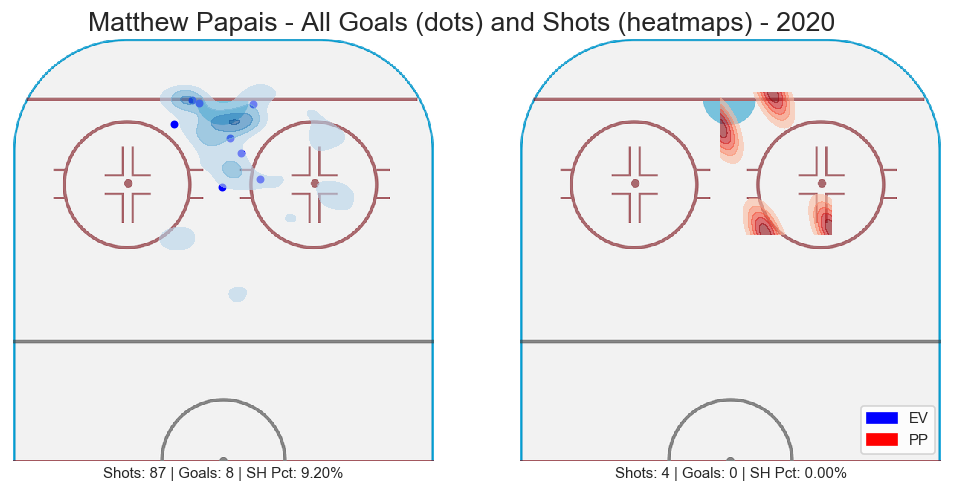 Matthew Papais - All Goals (dots) and Shots (heatmaps) - 2020
EV
PP
Shots: 87 | Goals: 8 | SH Pct: 9.20%
Shots: 4 | Goals: 0 | SH Pct: 0.00%